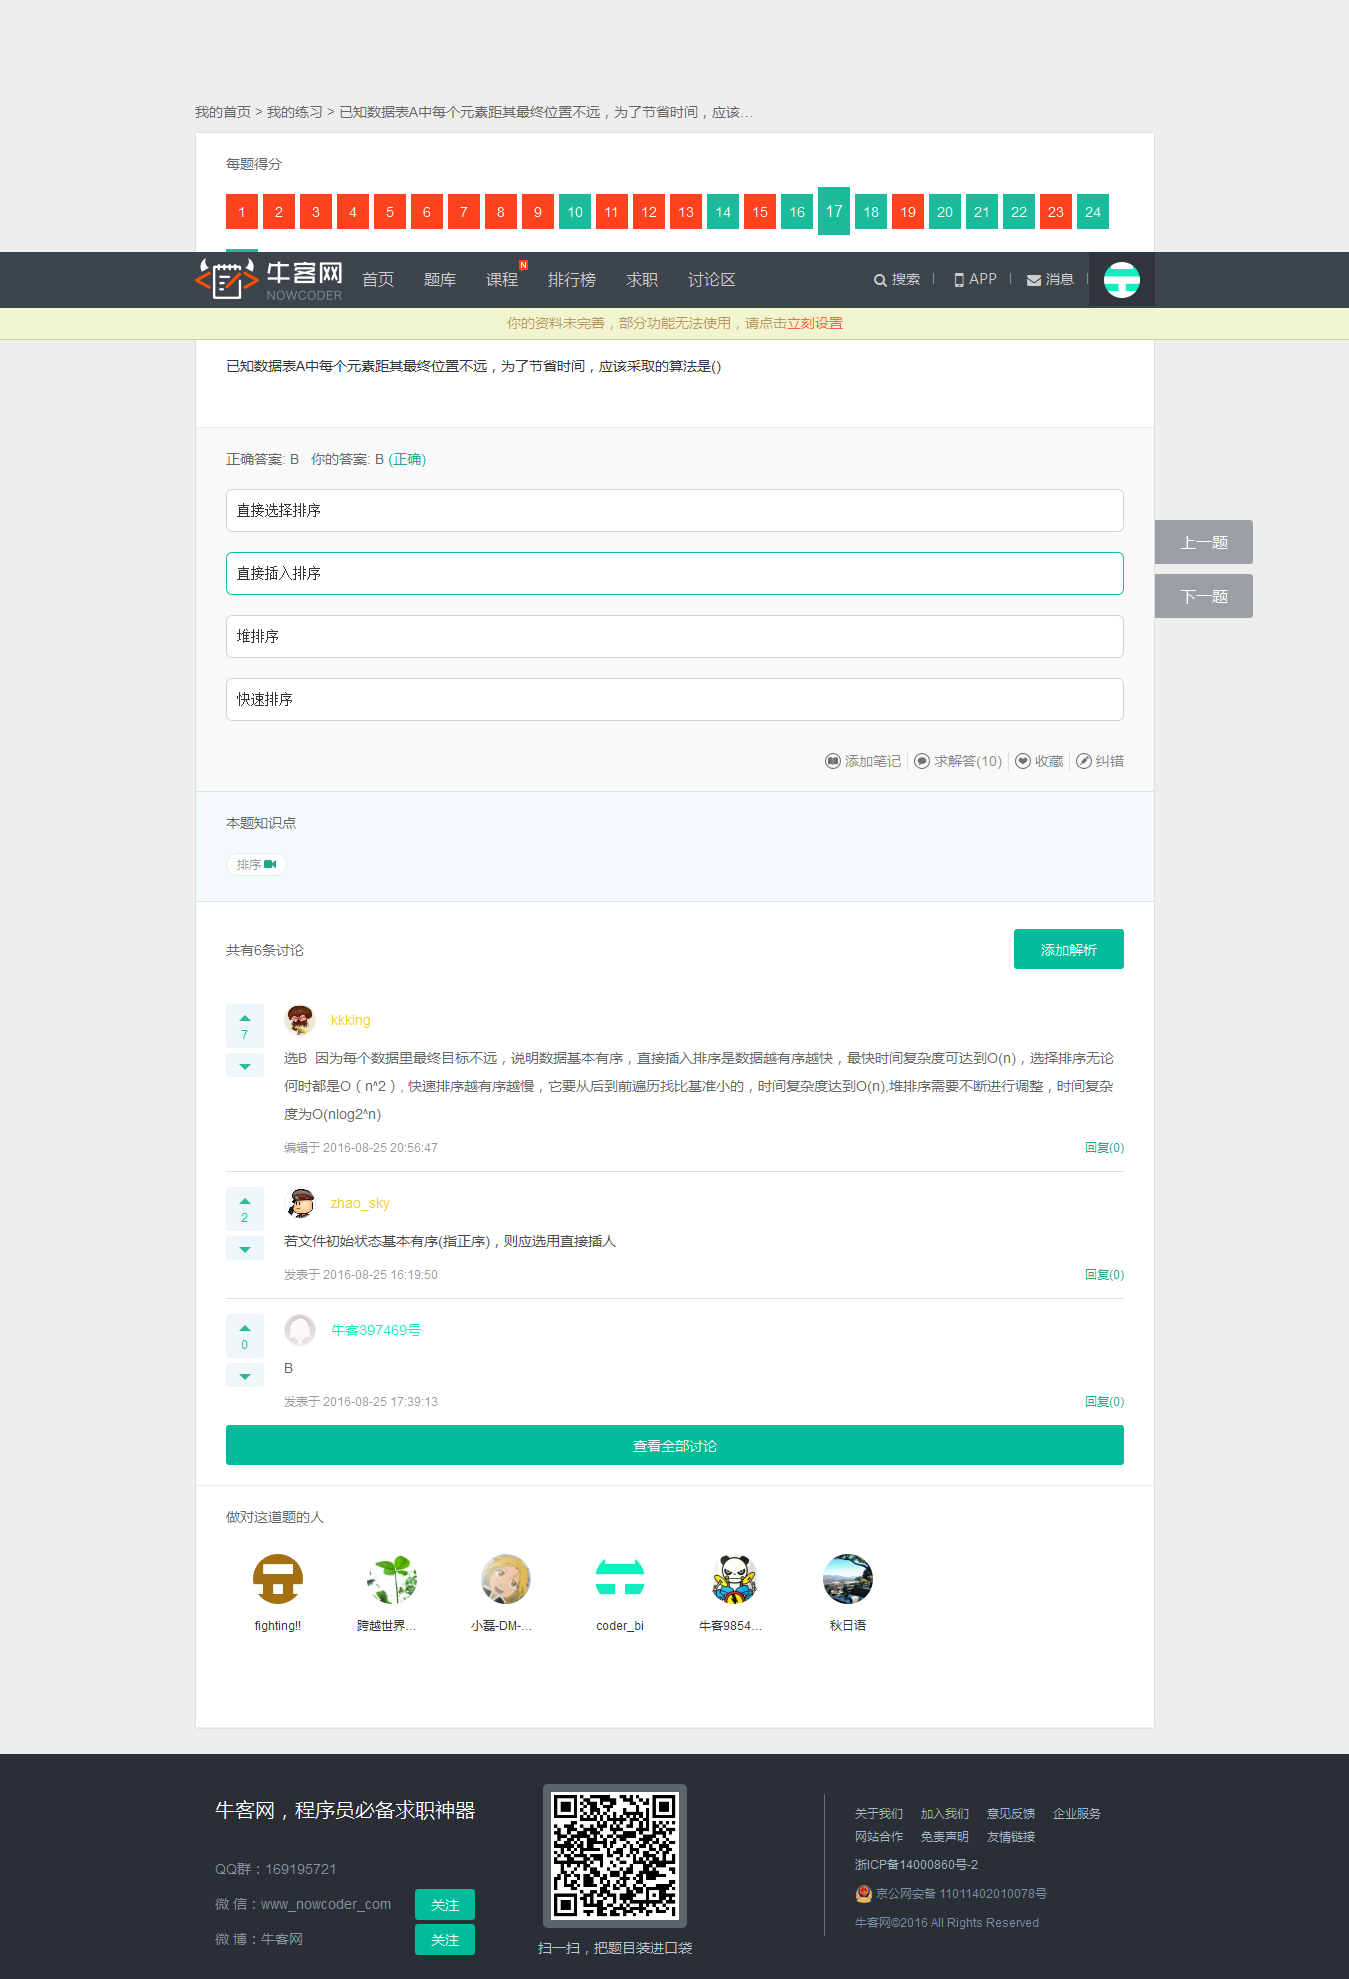 我的首页 > 我的练习 > 已知数据表A中每个元素距其最终位置不远，为了节省时间，应该...
每题得分
1 2 3 4 5 6 7 8 9 10 11 12 13 14 15 16 17 18 19 20 21 22 23 24
牛客网 NOWCODER 首页 题库 课程 N 排行榜 求职 讨论区 搜索 APP 消息
你的资料未完善，部分功能无法使用，请点击立刻设置
已知数据表A中每个元素距其最终位置不远，为了节省时间，应该采取的算法是()
正确答案: B 你的答案: B (正确)
直接选择排序
上一题
直接插入排序
下一题
堆排序
快速排序
添加笔记 求解答(10) 收藏 纠错
本题知识点
排序
共有6条讨论 添加解析
7
kkking
选B 因为每个数据里最终目标不远，说明数据基本有序，直接插入排序是数据越有序越快，最快时间复杂度可达到O(n)，选择排序无论
何时都是O（n^2）, 快速排序越有序越慢，它要从后到前遍历找比基准小的，时间复杂度达到O(n),堆排序需要不断进行调整，时间复杂
度为O(nlog2^n)
编辑于 2016-08-25 20:56:47 回复(0)
2
zhao_sky
若文件初始状态基本有序(指正序)，则应选用直接插人
发表于 2016-08-25 16:19:50 回复(0)
0
牛客397469号
B
发表于 2016-08-25 17:39:13 回复(0)
查看全部讨论
做对这道题的人
fighting!! 跨越世界... 小磊-DM-... coder_bi 牛客9854... 秋日语
牛客网，程序员必备求职神器
QQ群：169195721
微 信：www_nowcoder_com 关注
微 博：牛客网 关注
扫一扫，把题目装进口袋
关于我们 加入我们 意见反馈 企业服务
网站合作 免责声明 友情链接
浙ICP备14000860号-2
京公网安备 11011402010078号
牛客网©2016 All Rights Reserved